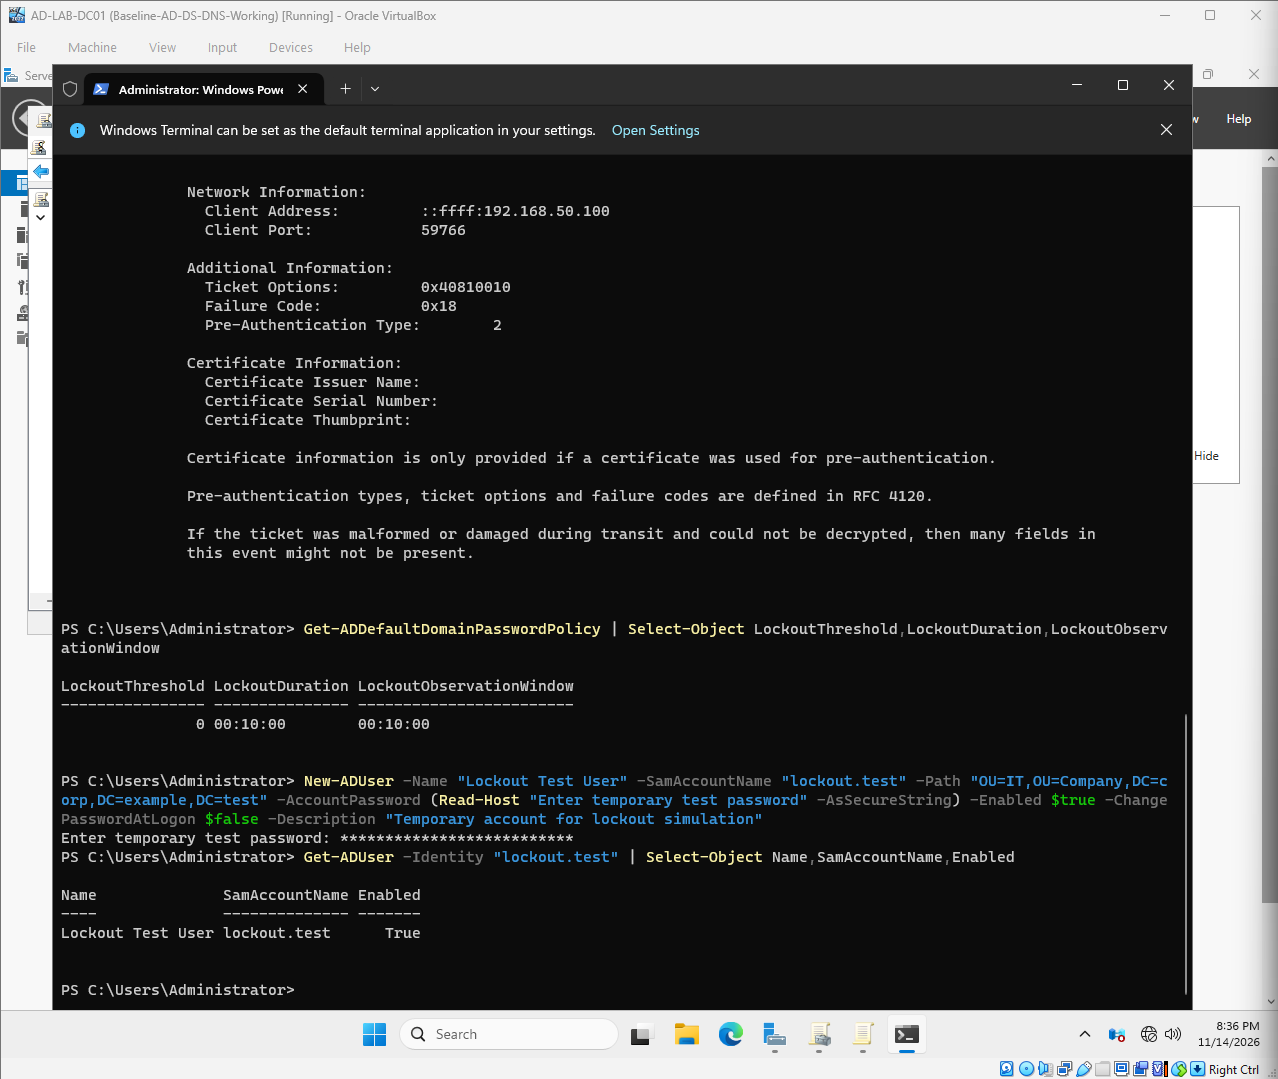 AD-LAB-DC01 (Baseline-AD-DS-DNS-Working) [Running] - Oracle VirtualBox
File Machine View Input Devices Help
Administrator: Windows Powe
Windows Terminal can be set as the default terminal application in your settings. Open Settings
Help
Network Information:
Client Address: ::ffff:192.168.50.100
Client Port: 59766
Additional Information:
Ticket Options: 0x40810010
Failure Code: 0x18
Pre-Authentication Type: 2
Certificate Information:
Certificate Issuer Name:
Certificate Serial Number:
Certificate Thumbprint:
Certificate information is only provided if a certificate was used for pre-authentication.
Hide
Pre-authentication types, ticket options and failure codes are defined in RFC 4120.
If the ticket was malformed or damaged during transit and could not be decrypted, then many fields in
this event might not be present.
PS C:\Users\Administrator> Get-ADDefaultDomainPasswordPolicy | Select-Object LockoutThreshold,LockoutDuration,LockoutObserv
ationWindow
LockoutThreshold LockoutDuration LockoutObservationWindow
---------------- --------------- ------------------------
0 00:10:00 00:10:00
PS C:\Users\Administrator> New-ADUser -Name "Lockout Test User" -SamAccountName "lockout.test" -Path "OU=IT,OU=Company,DC=c
orp,DC=example,DC=test" -AccountPassword (Read-Host "Enter temporary test password" -AsSecureString) -Enabled $true -Change
PasswordAtLogon $false -Description "Temporary account for lockout simulation"
Enter temporary test password: **************************
PS C:\Users\Administrator> Get-ADUser -Identity "lockout.test" | Select-Object Name,SamAccountName,Enabled
Name SamAccountName Enabled
---- -------------- -------
Lockout Test User lockout.test True
PS C:\Users\Administrator>
Search
8:36 PM
11/14/2026
Right Ctrl